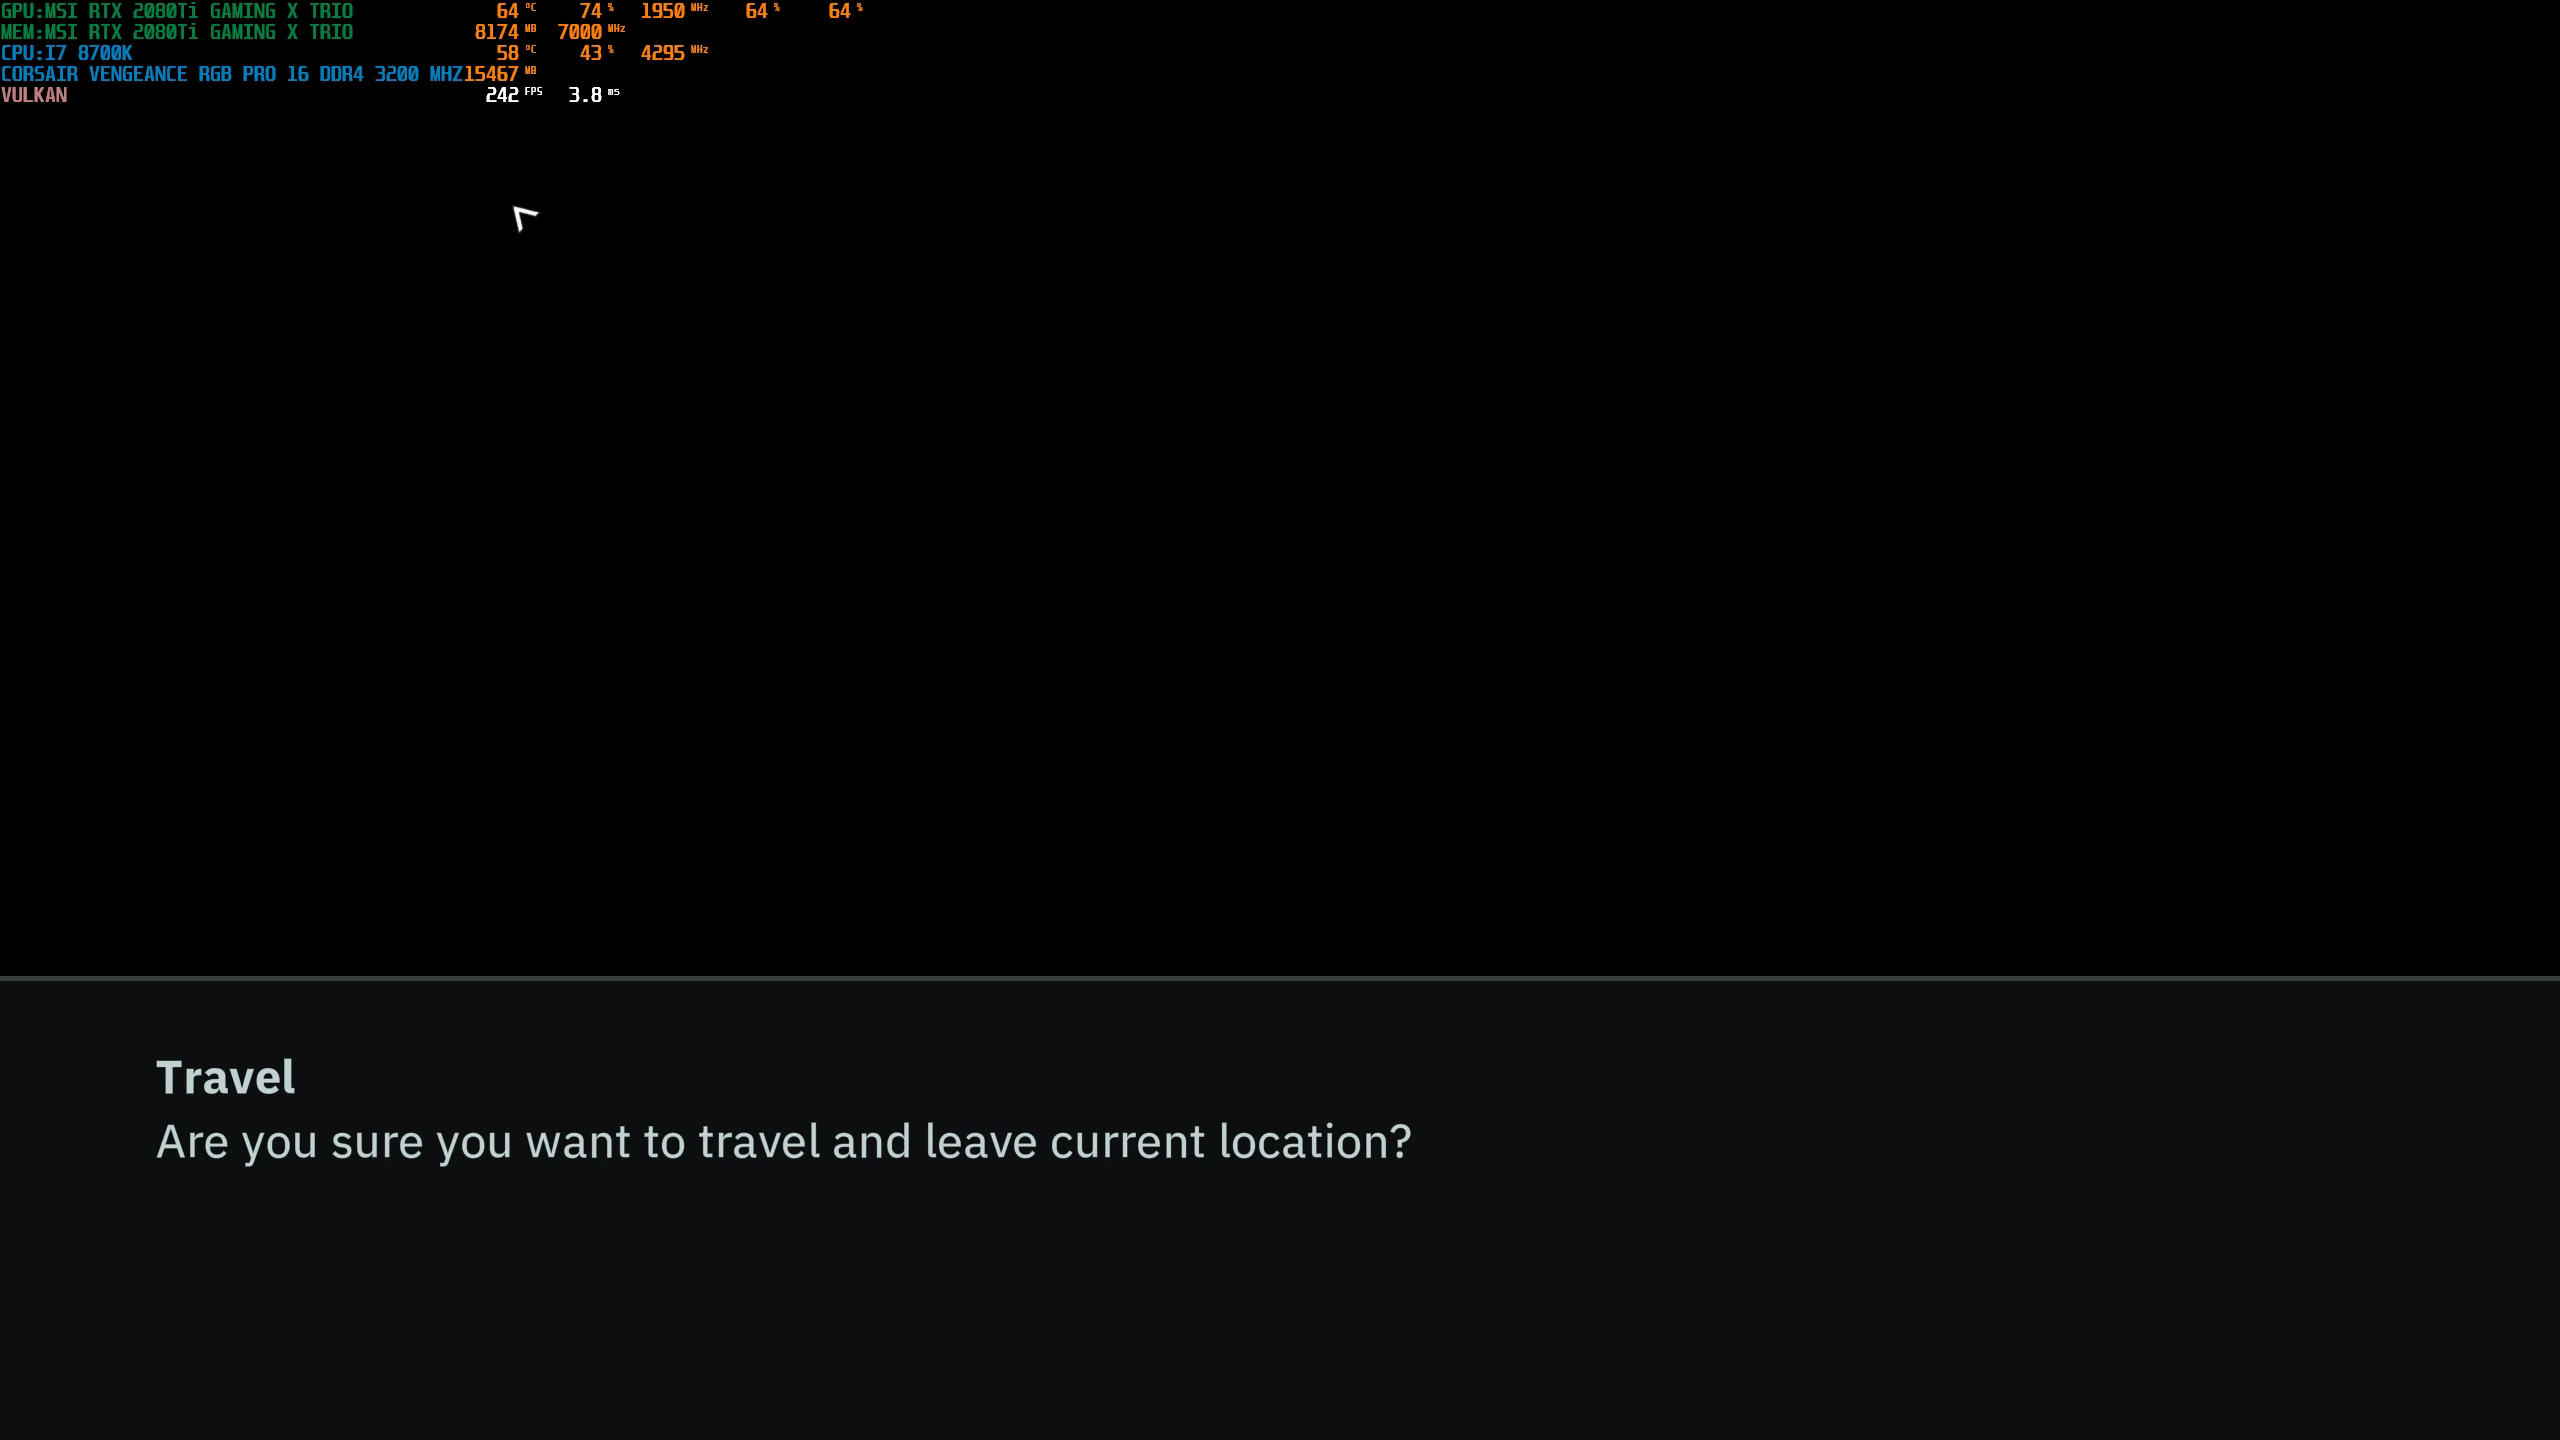 GPU:MSI RTX 2080Ti GAMING X TRIO 64 °C 74 % 1950 MHz 64 % 64 %
MEM:MSI RTX 2080Ti GAMING X TRIO 8174 MB 7000 MHz
CPU:I7 8700K 58 °C 43 % 4295 MHz
CORSAIR VENGEANCE RGB PRO 16 DDR4 3200 MHZ15467 MB
VULKAN 242 FPS 3.8 ms
Travel
Are you sure you want to travel and leave current location?